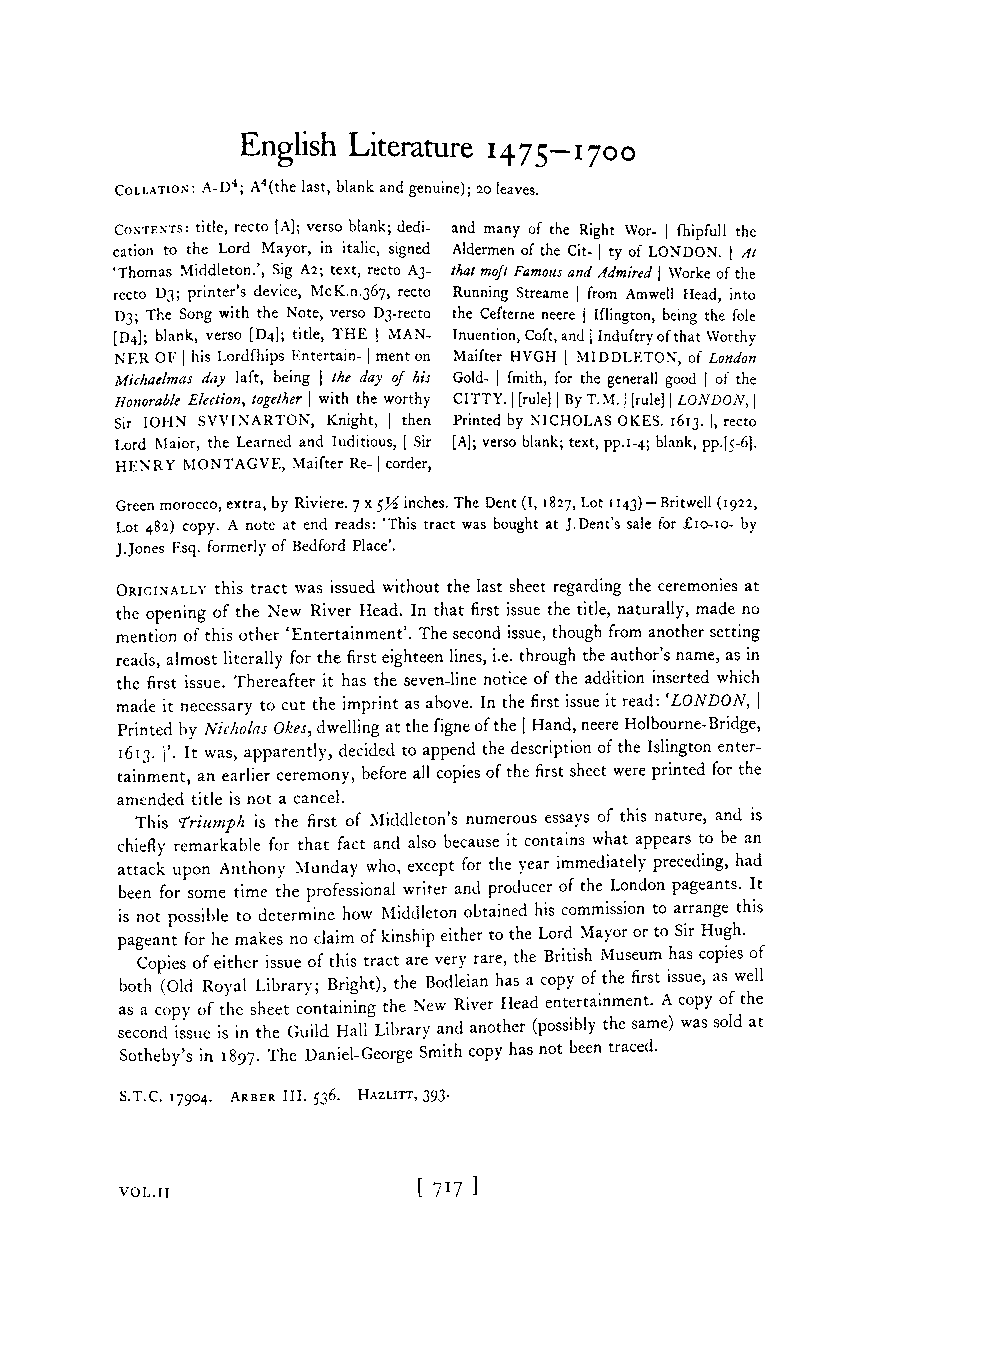 English Literature 1475–1700
COLLATION: A-D⁴; A⁴(the last, blank and genuine); 20 leaves.
CONTENTS: title, recto [A]; verso blank; dedi-
cation to the Lord Mayor, in italic, signed
'Thomas Middleton.', Sig A2; text, recto A3-
recto D3; printer's device, McK.n.367, recto
D3; The Song with the Note, verso D3-recto
[D4]; blank, verso [D4]; title, THE | MAN-
NER OF | his Lordſhips Entertain- | ment on
Michaelmas day laſt, being | the day of his
Honorable Election, together | with the worthy
Sir IOHN SVVINARTON, Knight, | then
Lord Maior, the Learned and Iuditious, | Sir
HENRY MONTAGVE, Maiſter Re- | corder,
and many of the Right Wor- | ſhipfull the
Aldermen of the Cit- | ty of LONDON. | At
that moſt Famous and Admired | Worke of the
Running Streame | from Amwell Head, into
the Ceſterne neere | Iſlington, being the ſole
Inuention, Coſt, and | Induſtry of that Worthy
Maiſter HVGH | MIDDLETON, of London
Gold- | ſmith, for the generall good | of the
CITTY. | [rule] | By T.M. | [rule] | LONDON, |
Printed by NICHOLAS OKES. 1613. |, recto
[A]; verso blank; text, pp.1-4; blank, pp.[5-6].
Green morocco, extra, by Riviere. 7 x 5½ inches. The Dent (I, 1827, Lot 1143)—Britwell (1922,
Lot 482) copy. A note at end reads: 'This tract was bought at J.Dent's sale for £10-10- by
J.Jones Esq. formerly of Bedford Place'.
ORIGINALLY this tract was issued without the last sheet regarding the ceremonies at
the opening of the New River Head. In that first issue the title, naturally, made no
mention of this other 'Entertainment'. The second issue, though from another setting
reads, almost literally for the first eighteen lines, i.e. through the author's name, as in
the first issue. Thereafter it has the seven-line notice of the addition inserted which
made it necessary to cut the imprint as above. In the first issue it read: 'LONDON, |
Printed by Nicholas Okes, dwelling at the ſigne of the | Hand, neere Holbourne-Bridge,
1613. |'. It was, apparently, decided to append the description of the Islington enter-
tainment, an earlier ceremony, before all copies of the first sheet were printed for the
amended title is not a cancel.
This Triumph is the first of Middleton's numerous essays of this nature, and is
chiefly remarkable for that fact and also because it contains what appears to be an
attack upon Anthony Munday who, except for the year immediately preceding, had
been for some time the professional writer and producer of the London pageants. It
is not possible to determine how Middleton obtained his commission to arrange this
pageant for he makes no claim of kinship either to the Lord Mayor or to Sir Hugh.
Copies of either issue of this tract are very rare, the British Museum has copies of
both (Old Royal Library; Bright), the Bodleian has a copy of the first issue, as well
as a copy of the sheet containing the New River Head entertainment. A copy of the
second issue is in the Guild Hall Library and another (possibly the same) was sold at
Sotheby's in 1897. The Daniel-George Smith copy has not been traced.
S.T.C. 17904. ARBER III. 536. HAZLITT, 393.
VOL.II [ 717 ]